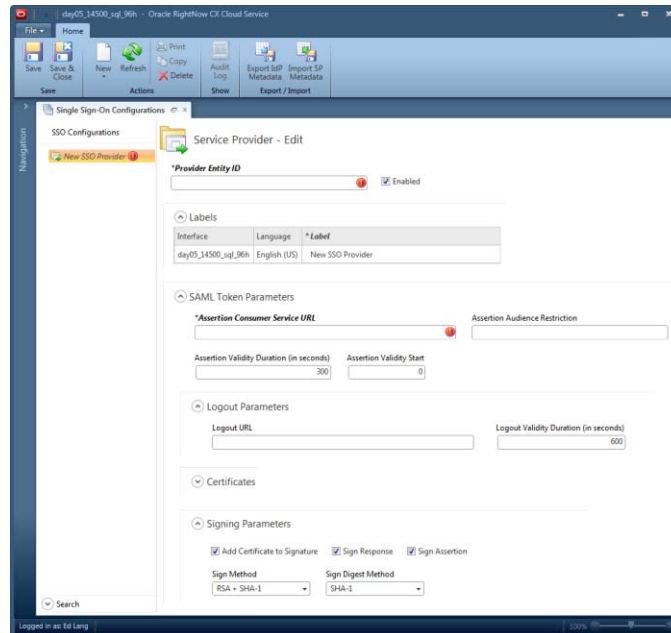 day05_14500_sql_96h - Oracle RightNow CX Cloud Service
File Home
Save Save & Close New Refresh Print Copy Delete Audit Log Export IdP Metadata Import SP Metadata
Save Actions Show Export / Import
Navigation
Single Sign-On Configurations
SSO Configurations
New SSO Provider
Service Provider - Edit
*Provider Entity ID
Enabled
Labels
Interface Language * Label
day05_14500_sql_96h English (US) New SSO Provider
SAML Token Parameters
*Assertion Consumer Service URL Assertion Audience Restriction
Assertion Validity Duration (in seconds) Assertion Validity Start
300 0
Logout Parameters
Logout URL Logout Validity Duration (in seconds)
600
Certificates
Signing Parameters
Add Certificate to Signature Sign Response Sign Assertion
Sign Method Sign Digest Method
RSA + SHA-1 SHA-1
Search
Logged in as: Ed Lang 100%